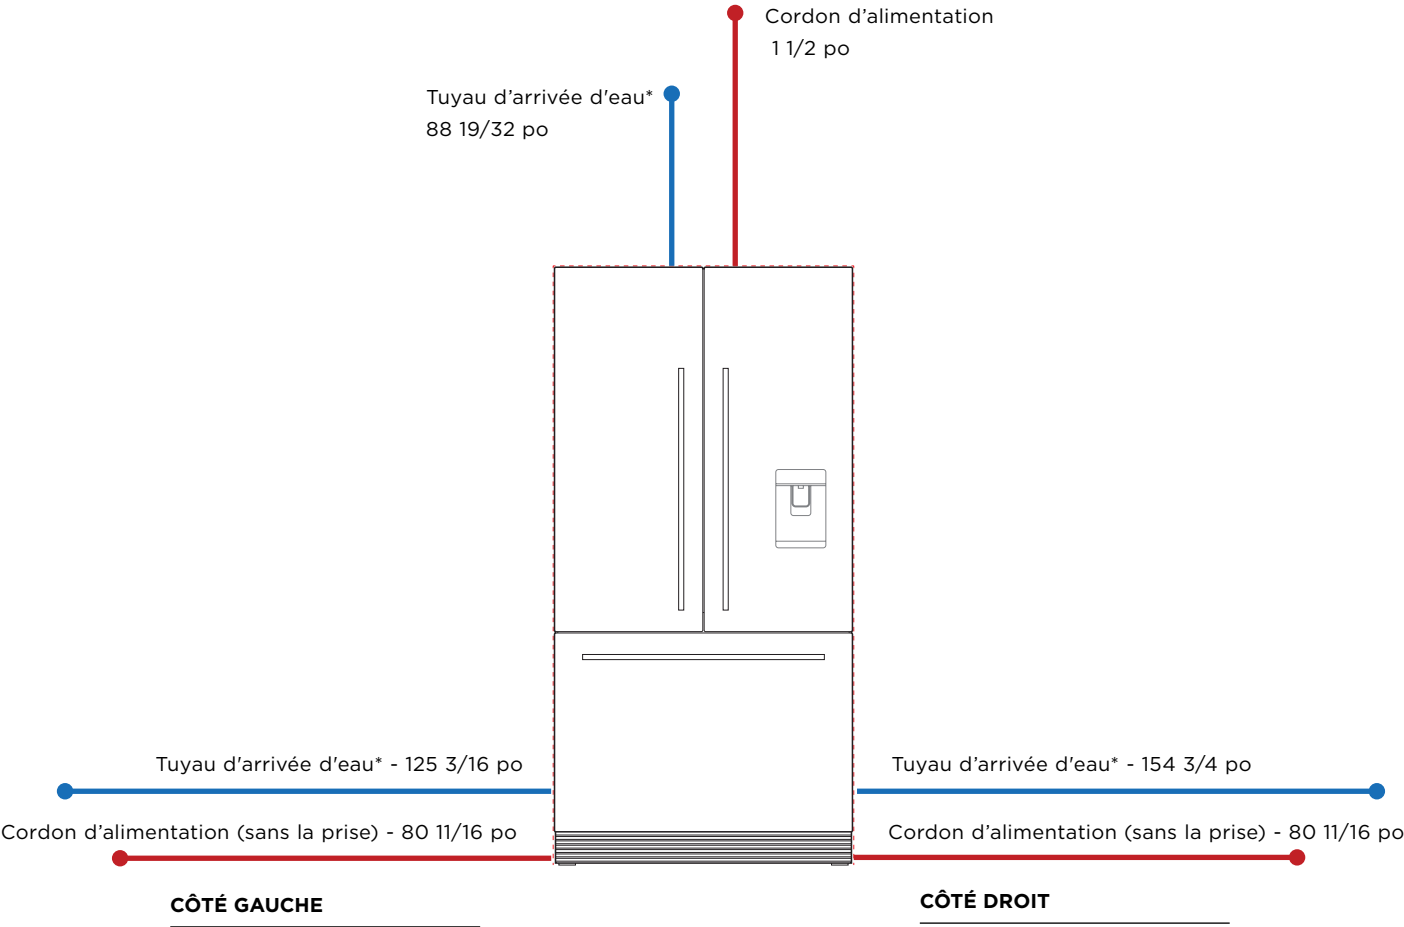 Cordon d’alimentation
1 1/2 po
Tuyau d’arrivée d'eau*
88 19/32 po
Tuyau d'arrivée d'eau* - 125 3/16 po
Tuyau d’arrivée d'eau* - 154 3/4 po
Cordon d’alimentation (sans la prise) - 80 11/16 po
Cordon d’alimentation (sans la prise) - 80 11/16 po
CÔTÉ GAUCHE
CÔTÉ DROIT